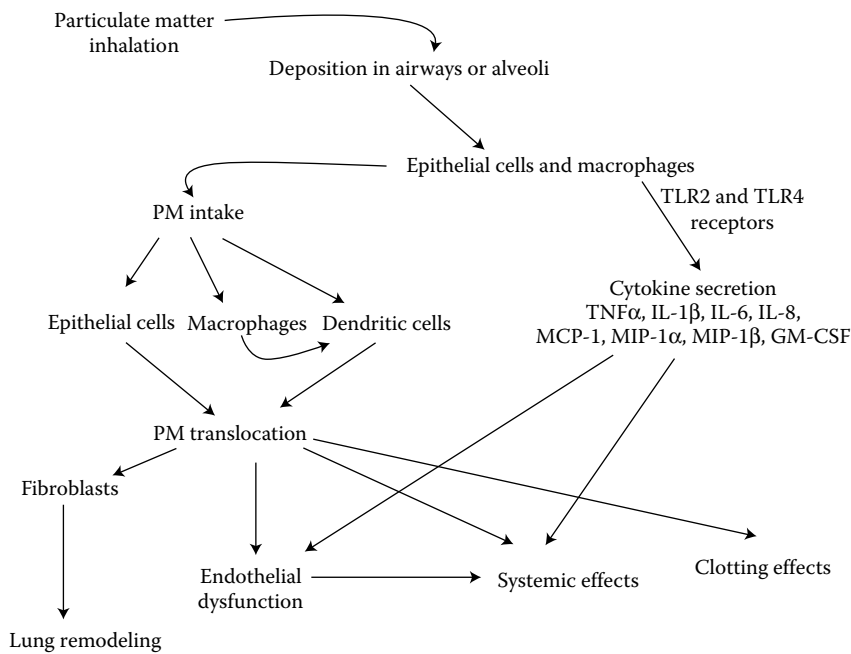 Particulate matter
inhalation
Deposition in airways or alveoli
Epithelial cells and macrophages
TLR2 and TLR4
receptors
PM intake
Cytokine secretion
TNFα, IL-1β, IL-6, IL-8,
MCP-1, MIP-1α, MIP-1β, GM-CSF
Epithelial cells
Macrophages
Dendritic cells
PM translocation
Fibroblasts
Endothelial
dysfunction
Systemic effects
Clotting effects
Lung remodeling